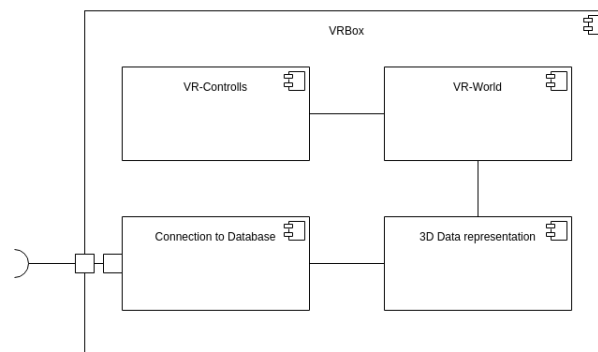 VRBox
VR-Controlls
VR-World
Connection to Database
3D Data representation